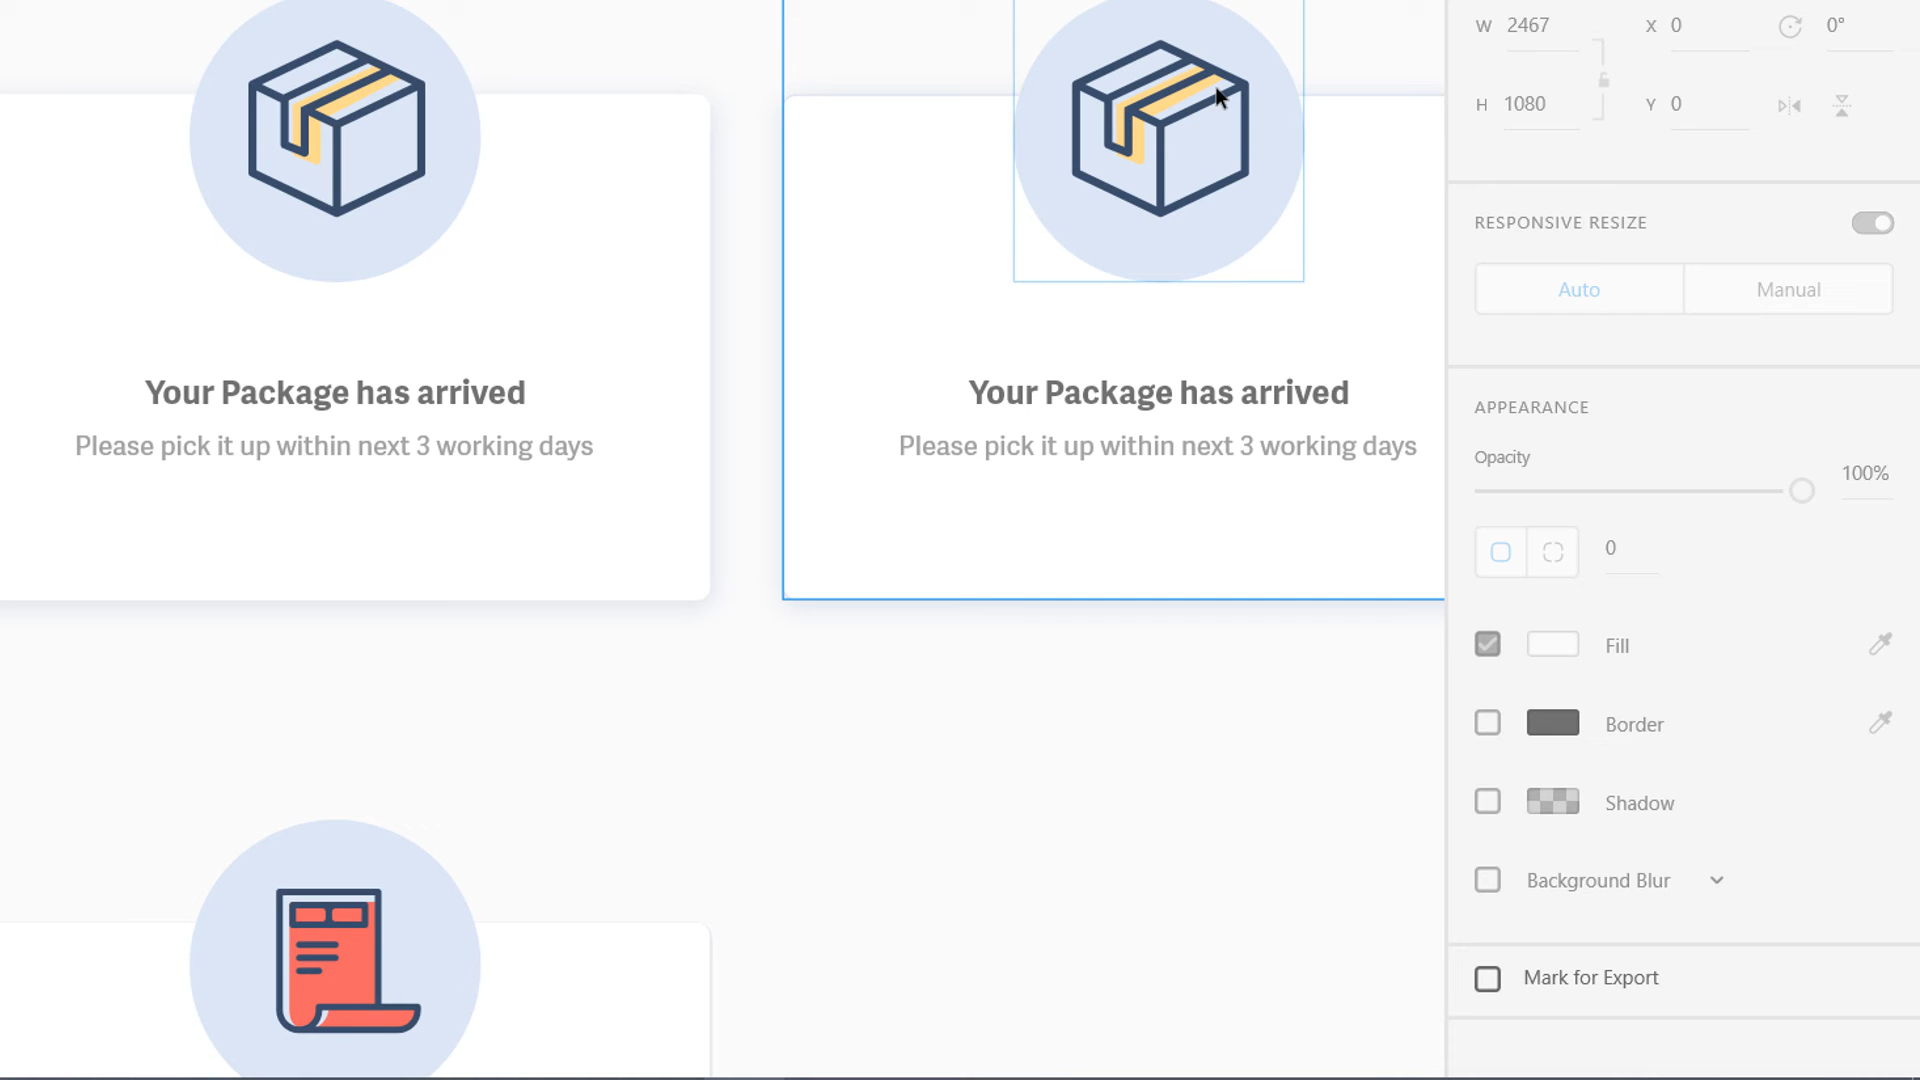 Your Package has arrived
Please pick it up within next 3 working days
Your Package has arrived
Please pick it up within next 3 working days
W 2467 X 0 0°
H 1080 Y 0
RESPONSIVE RESIZE
Auto Manual
APPEARANCE
Opacity
100%
0
Fill
Border
Shadow
Background Blur
Mark for Export